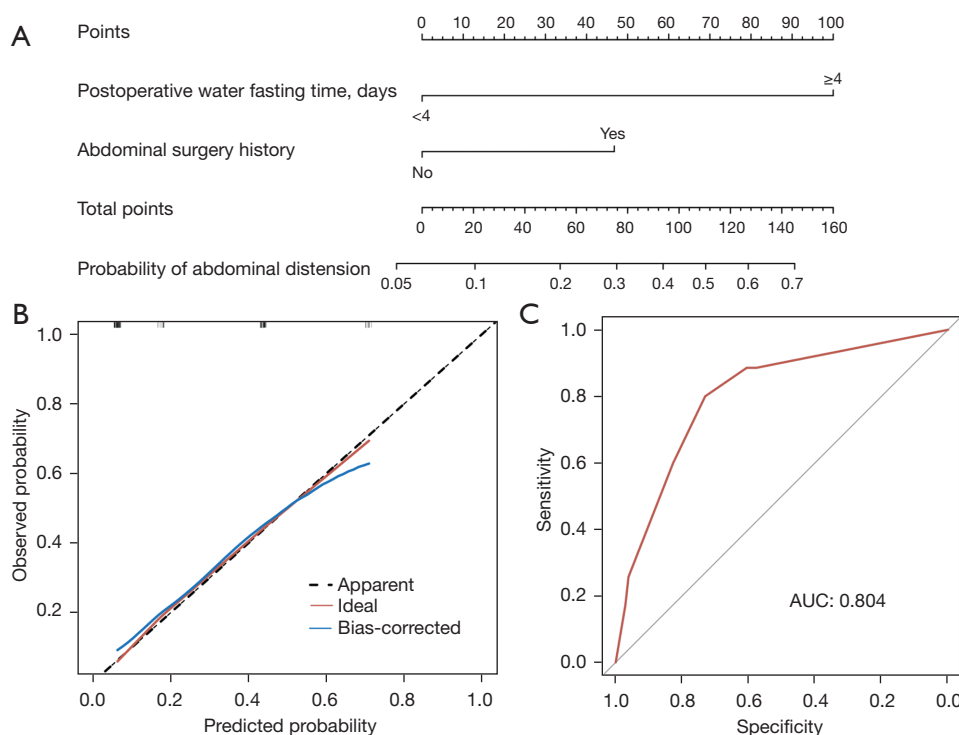 A
Points
0 10 20 30 40 50 60 70 80 90 100
Postoperative water fasting time, days
≥4
<4
Abdominal surgery history
Yes
No
Total points
0 20 40 60 80 100 120 140 160
Probability of abdominal distension
0.05 0.1 0.2 0.3 0.4 0.5 0.6 0.7
B
Observed probability
1.0
0.8
0.6
0.4
0.2
Apparent
Ideal
Bias-corrected
0.0 0.2 0.4 0.6 0.8 1.0
Predicted probability
C
Sensitivity
1.0
0.8
0.6
0.4
0.2
0.0
AUC: 0.804
1.0 0.8 0.6 0.4 0.6 0.0
Specificity